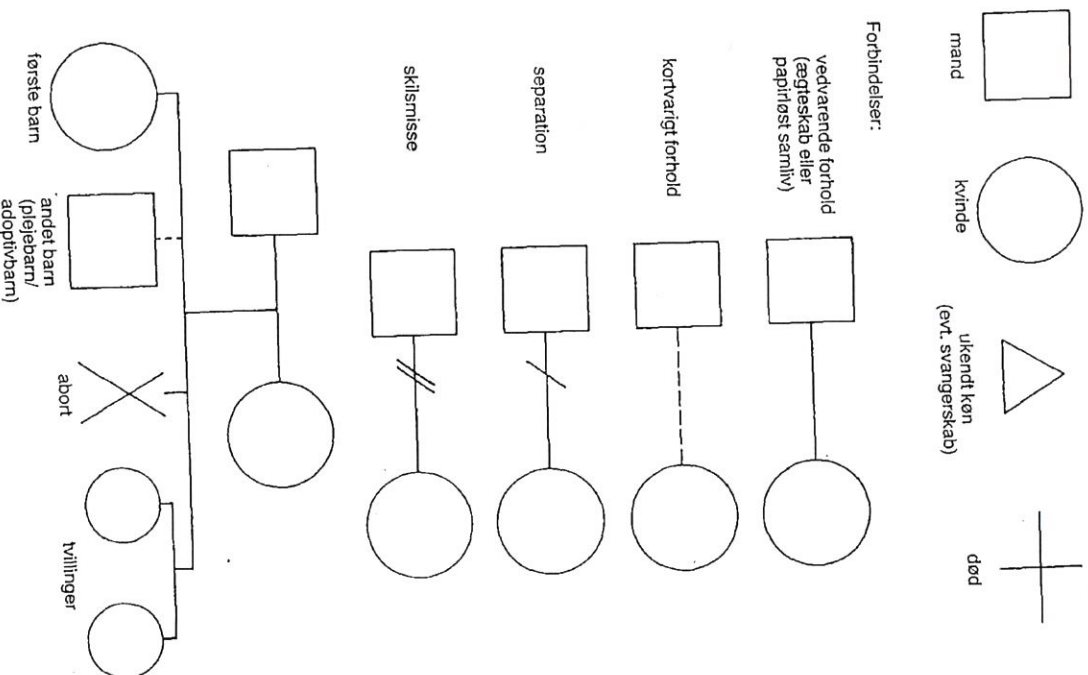 mand
kvinde
ukendt køn
(evt. svangerskab)
død
Forbindelser:
vedvarende forhold
(ægteskab eller
papirløst samliv)
kortvarigt forhold
separation
skilsmisse
første barn
andet barn
(plejebarn/
adoptivbarn)
abort
tvillinger